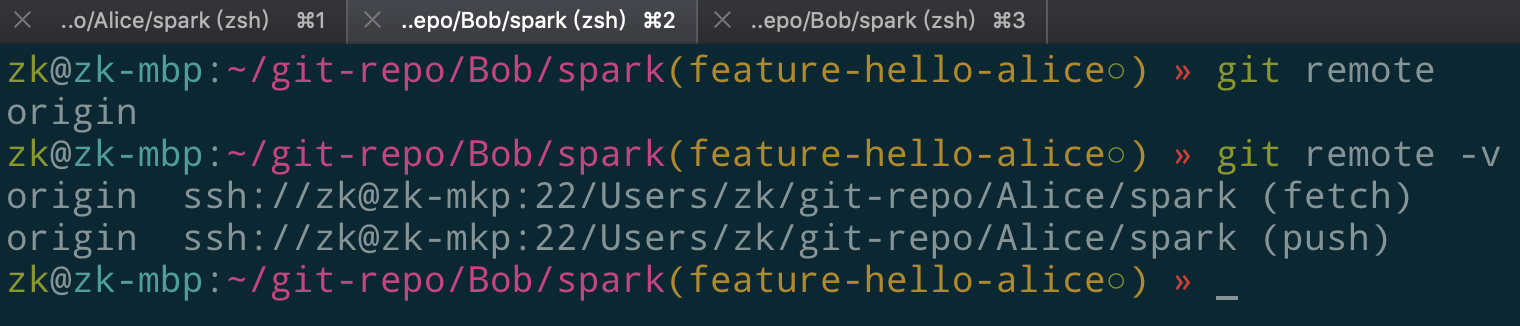 ..o/Alice/spark (zsh) ⌘1 ..epo/Bob/spark (zsh) ⌘2 ..epo/Bob/spark (zsh) ⌘3
zk@zk-mbp:~/git-repo/Bob/spark(feature-hello-alice○) » git remote
origin
zk@zk-mbp:~/git-repo/Bob/spark(feature-hello-alice○) » git remote -v
origin  ssh://zk@zk-mkp:22/Users/zk/git-repo/Alice/spark (fetch)
origin  ssh://zk@zk-mkp:22/Users/zk/git-repo/Alice/spark (push)
zk@zk-mbp:~/git-repo/Bob/spark(feature-hello-alice○) » _